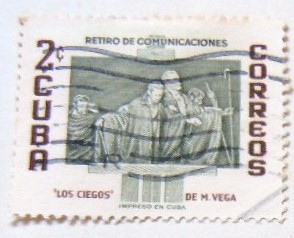 RETIRO DE COMUNICACIONES
2¢ CUBA
CORREOS
"LOS CIEGOS" DE M. VEGA
IMPRESO EN CUBA